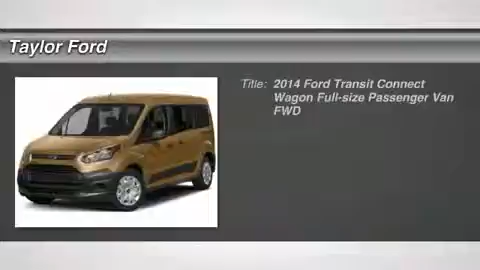 Taylor Ford
Title: 2014 Ford Transit Connect
Wagon Full-size Passenger Van
FWD